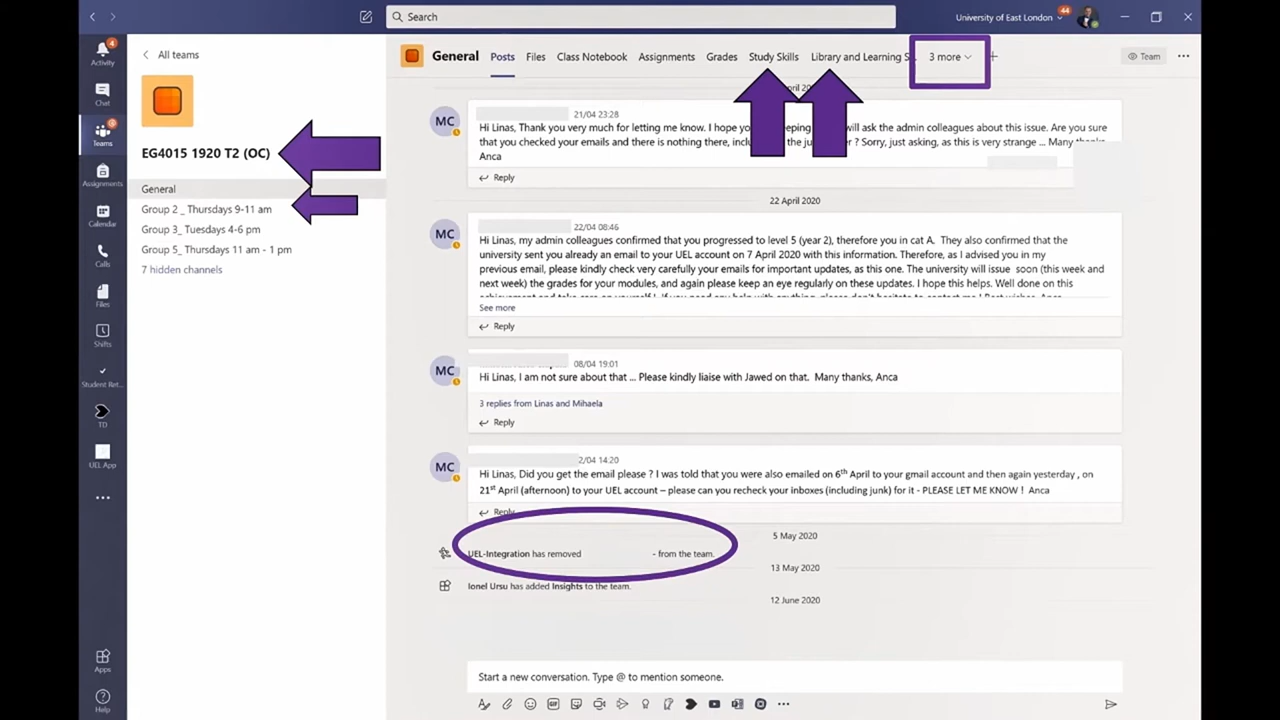 Search
University of East London
44
Activity
4
Chat
Teams
Assignments
Calendar
Calls
Files
Shifts
Student Ret...
TD
UEL App
Apps
Help
All teams
EG4015 1920 T2 (OC)
General
Group 2 _ Thursdays 9-11 am
Group 3_ Tuesdays 4-6 pm
Group 5_ Thursdays 11 am - 1 pm
7 hidden channels
General Posts Files Class Notebook Assignments Grades Study Skills Library and Learning S... 3 more + Team
MC
21/04 23:28
Hi Linas, Thank you very much for letting me know. I hope you eeping will ask the admin colleagues about this issue. Are you sure
that you checked your emails and there is nothing there, inclu the ju r ? Sorry, just asking, as this is very strange ... Many thanks
Anca
Reply
22 April 2020
MC
22/04 08:46
Hi Linas, my admin colleagues confirmed that you progressed to level 5 (year 2), therefore you in cat A. They also confirmed that the
university sent you already an email to your UEL account on 7 April 2020 with this information. Therefore, as I advised you in my
previous email, please kindly check very carefully your emails for important updates, as this one. The university will issue soon (this week and
next week) the grades for your modules, and again please keep an eye regularly on these updates. I hope this helps. Well done on this
See more
Reply
MC
08/04 19:01
Hi Linas, I am not sure about that ... Please kindly liaise with Jawed on that. Many thanks, Anca
3 replies from Linas and Mihaela
Reply
MC
2/04 14:20
Hi Linas, Did you get the email please ? I was told that you were also emailed on 6th April to your gmail account and then again yesterday , on
21st April (afternoon) to your UEL account – please can you recheck your inboxes (including junk) for it - PLEASE LET ME KNOW ! Anca
Reply
5 May 2020
UEL-Integration has removed - from the team.
13 May 2020
Ionel Ursu has added Insights to the team.
12 June 2020
Start a new conversation. Type @ to mention someone.
GIF